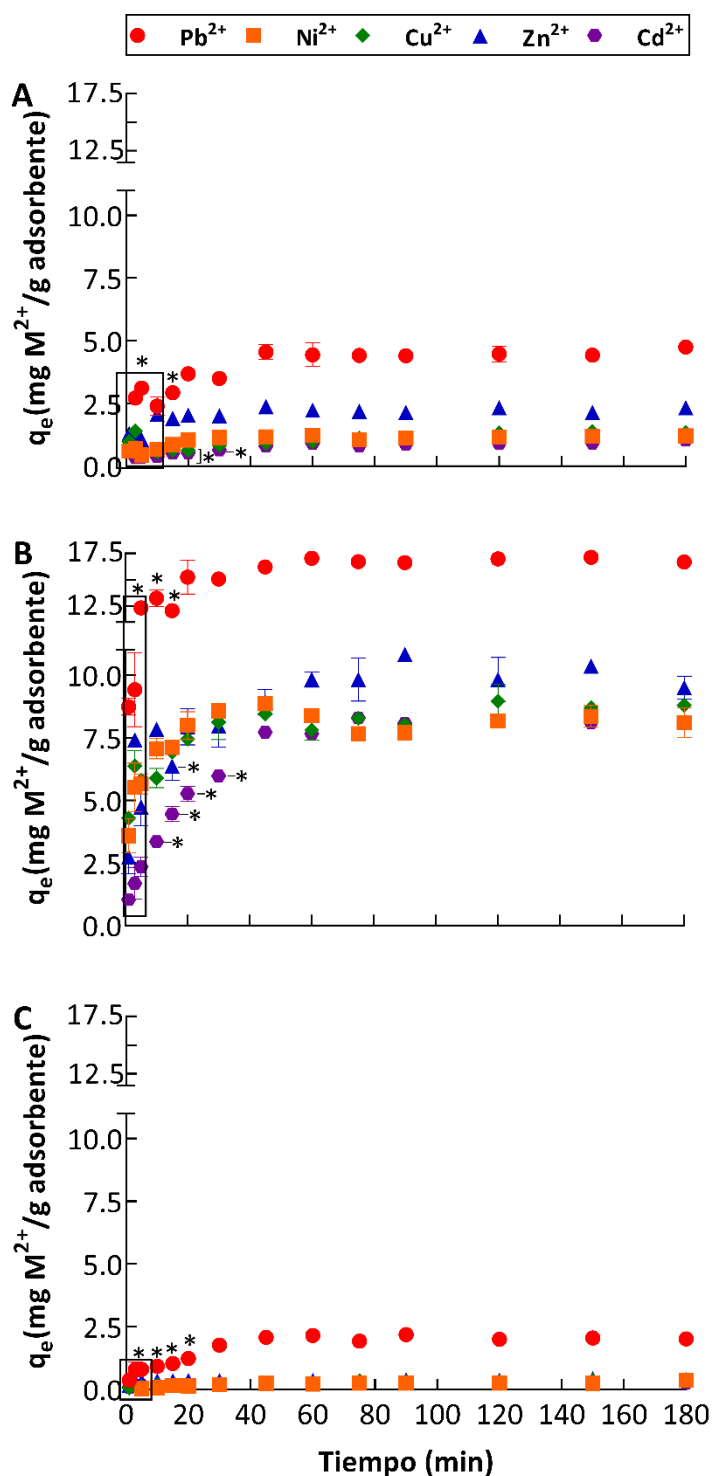 Pb²⁺ Ni²⁺ Cu²⁺ Zn²⁺ Cd²⁺
A
17.5
12.5
10.0
7.5
5.0
2.5
0.0
qₑ(mg M²⁺/g adsorbente)
* *
* *
B
17.5
12.5
10.0
7.5
5.0
2.5
0.0
qₑ(mg M²⁺/g adsorbente)
* * *
*
*
*
*
*
C
17.5
12.5
10.0
7.5
5.0
2.5
0.0
qₑ(mg M²⁺/g adsorbente)
* * * *
0 20 40 60 80 100 120 140 160 180
Tiempo (min)